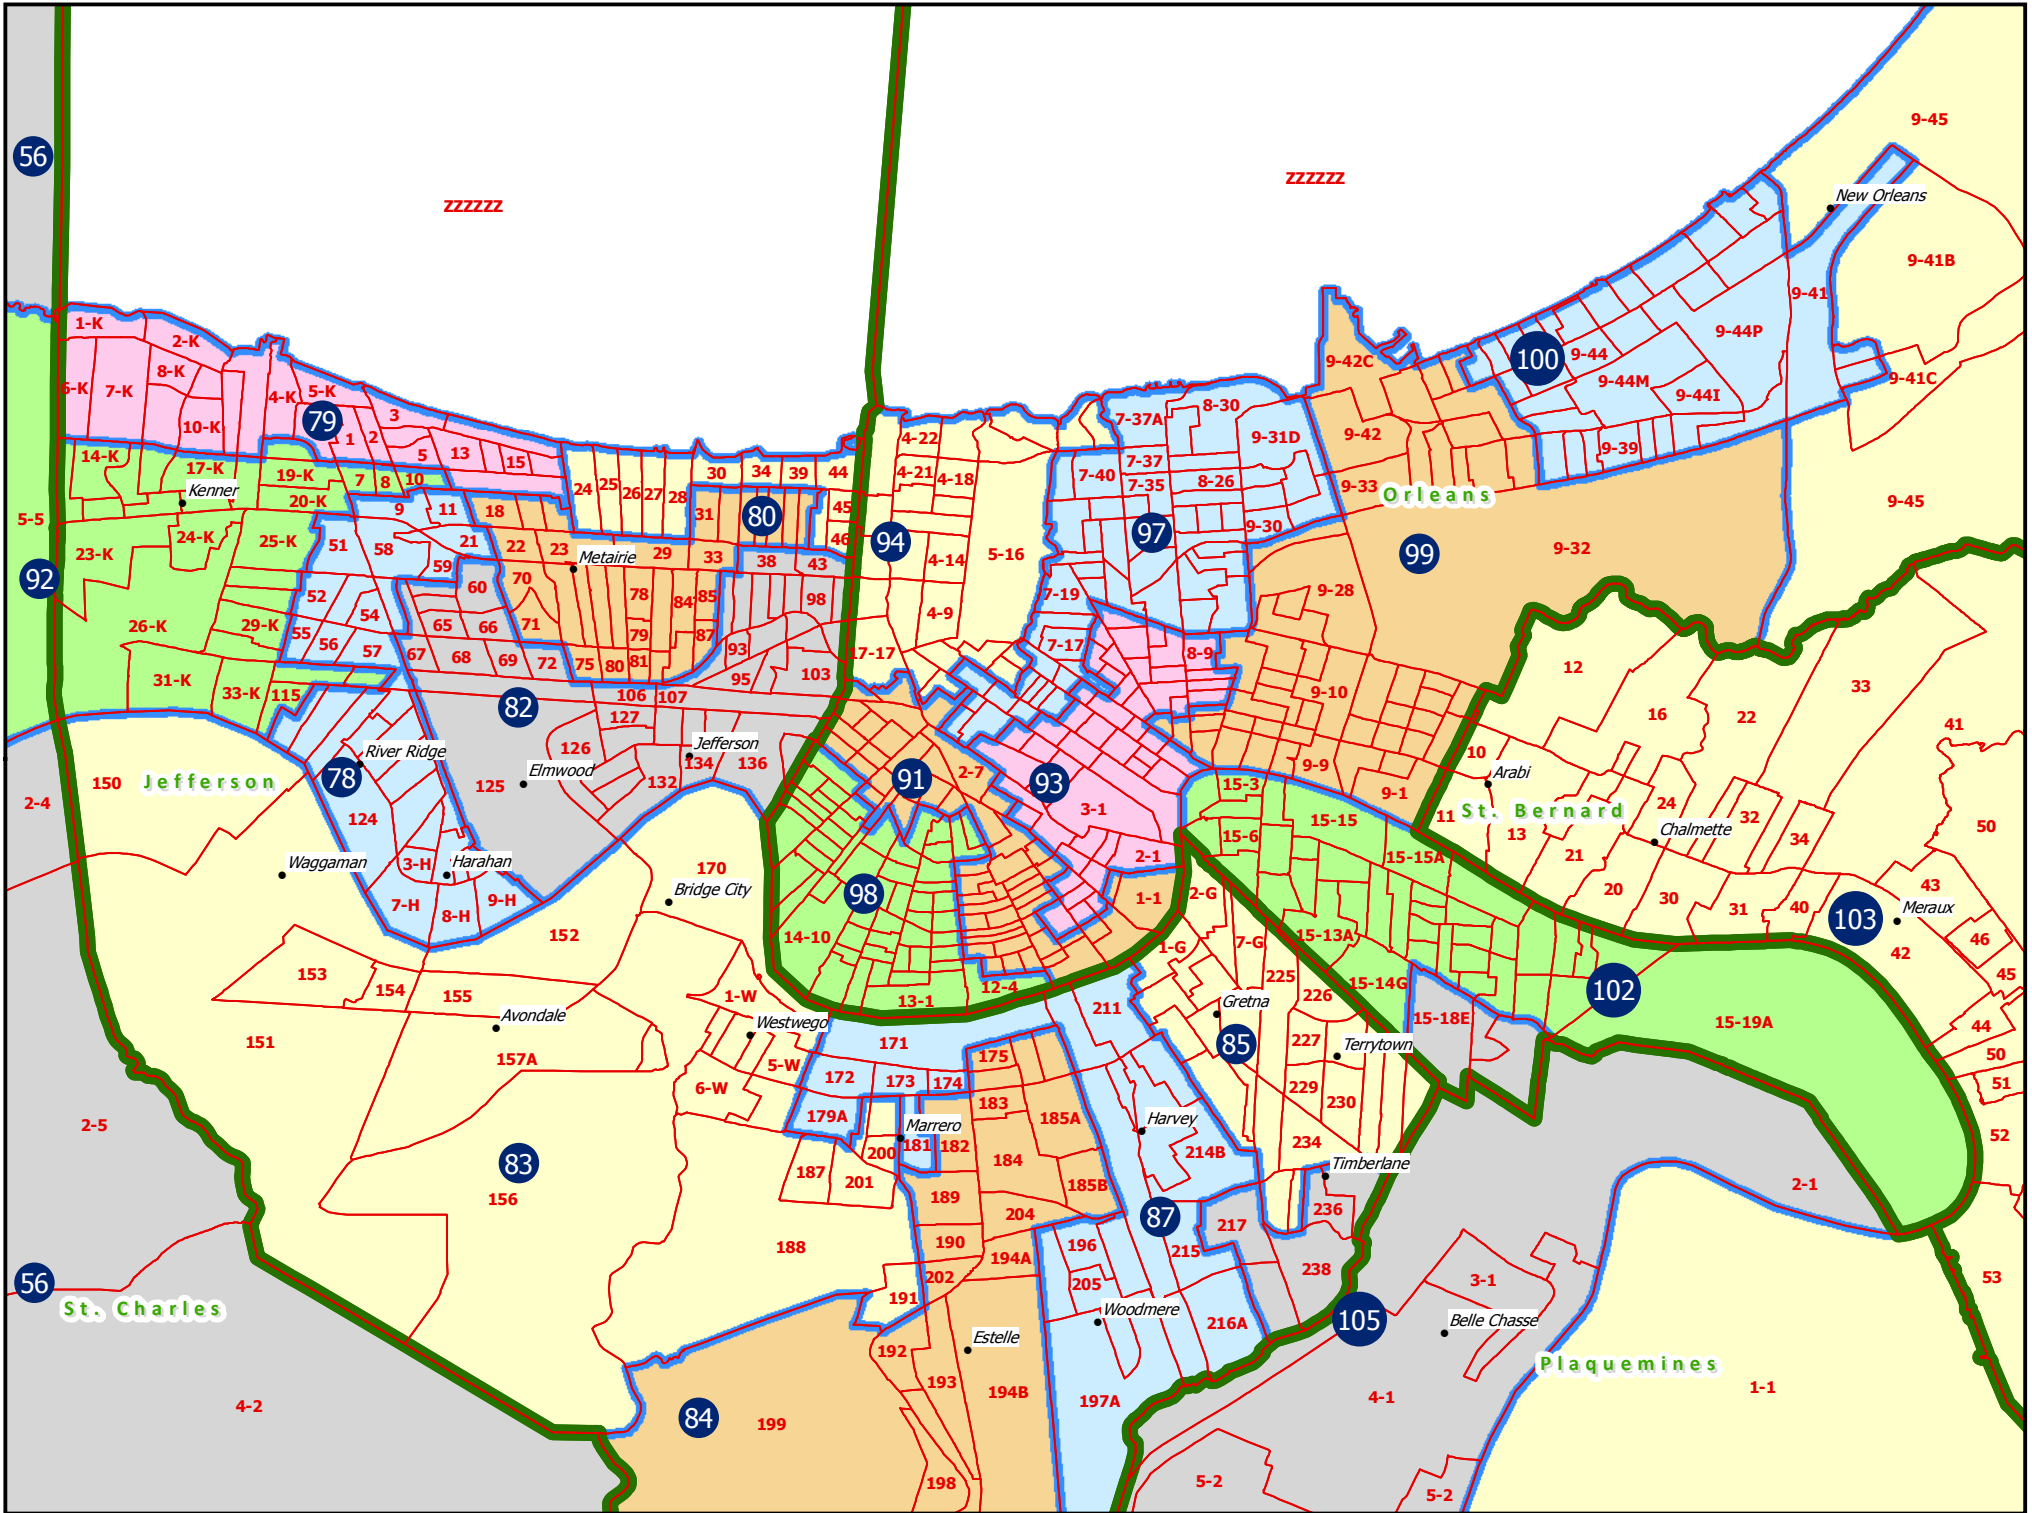 9-45
56
zzzzzz
zzzzzz
New Orleans
9-41B
9-41
1-K
2-K
9-44P
9-42C
100
9-44
8-K
6-K
7-K
4-K
5-K
9-44M
9-41C
9-44I
3
7-37A
8-30
10-K
79
1
2
9-42
4-22
9-31D
9-39
14-K
5
13
15
17-K
7-37
4-21
4-18
30
34
39
44
7-40
19-K
7
8
10
7-35
8-26
9-33
Orleans
Kenner
24
25
26
27
28
9-45
20-K
9
11
18
31
80
45
5-5
9-30
24-K
25-K
51
58
21
22
23
29
33
46
94
97
99
9-32
23-K
Metairie
38
43
4-14
5-16
59
92
60
70
78
84
85
98
7-19
9-28
52
54
4-9
26-K
29-K
55
65
66
71
79
87
56
57
67
68
69
72
75
80
81
93
17-17
7-17
8-9
12
31-K
33-K
115
95
103
9-10
33
106
107
82
127
16
22
River Ridge
126
Jefferson
41
10
150
Jefferson
78
125
Elmwood
132
134
136
91
2-7
93
9-9
Arabi
2-4
15-3
9-1
124
3-1
15-15
11
St. Bernard
24
32
50
13
Chalmette
34
Waggaman
3-H
Harahan
170
15-6
2-1
15-15A
21
Bridge City
98
2-G
20
30
31
40
43
7-H
8-H
9-H
1-1
103
Meraux
152
14-10
1-G
7-G
15-13A
42
46
153
154
155
225
45
1-W
12-4
15-14G
226
102
13-1
Gretna
211
Avondale
Westwego
15-18E
15-19A
44
151
171
85
227
Terrytown
157A
5-W
175
50
6-W
172
173
174
229
51
179A
183
230
2-5
185A
Harvey
Marrero
52
181
182
234
200
214B
83
187
184
Timberlane
156
201
185B
2-1
189
236
204
87
217
190
196
215
188
194A
238
53
202
56
205
3-1
St. Charles
191
Woodmere
105
216A
Belle Chasse
192
Estelle
Plaquemines
193
194B
197A
4-1
1-1
4-2
84
199
198
5-2
5-2